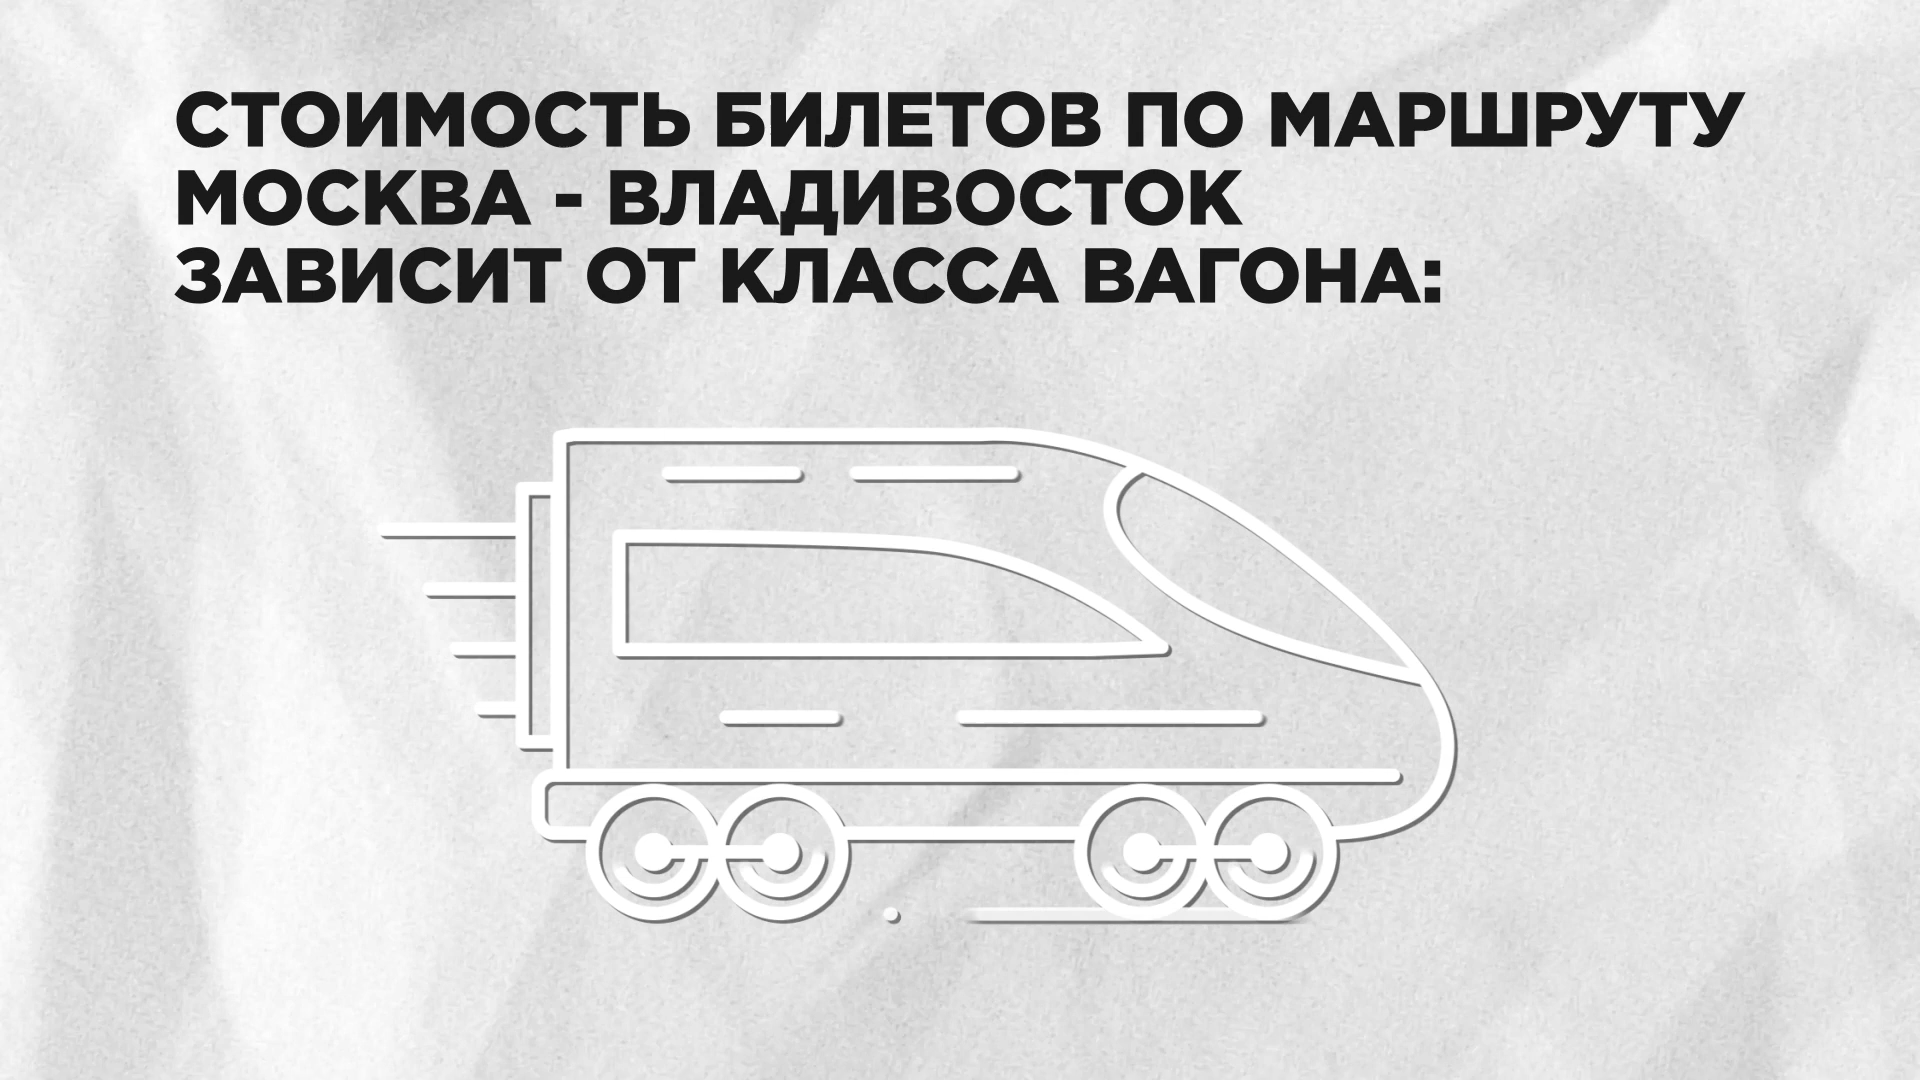 СТОИМОСТЬ БИЛЕТОВ ПО МАРШРУТУ
МОСКВА - ВЛАДИВОСТОК
ЗАВИСИТ ОТ КЛАССА ВАГОНА: